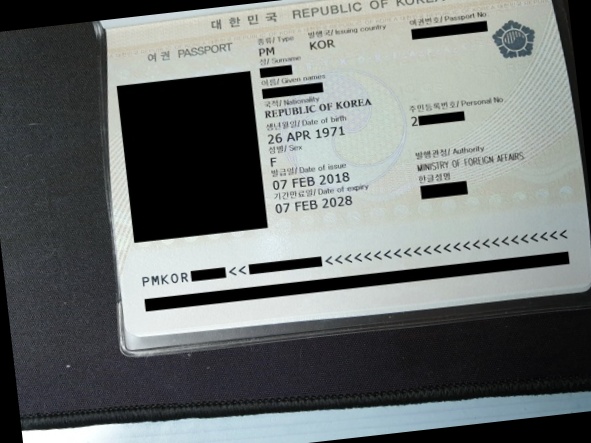 대한민국 REPUBLIC OF KOREA
여권 PASSPORT
종류/ Type 발행국/ Issuing country 여권번호/ Passport No
PM KOR
성/ Surname
이름/ Given names
국적/ Nationality 주민등록번호/ Personal No.
REPUBLIC OF KOREA
2
생년월일/ Date of birth
26 APR 1971
성별/ Sex 발행관청/ Authority
F MINISTRY OF FOREIGN AFFAIRS
발급일/ Date of issue 한글성명
07 FEB 2018
기간만료일/ Date of expiry
07 FEB 2028
PMKOR <<<<<<<<<<<<<<<<<<<<<<<<<<<<<